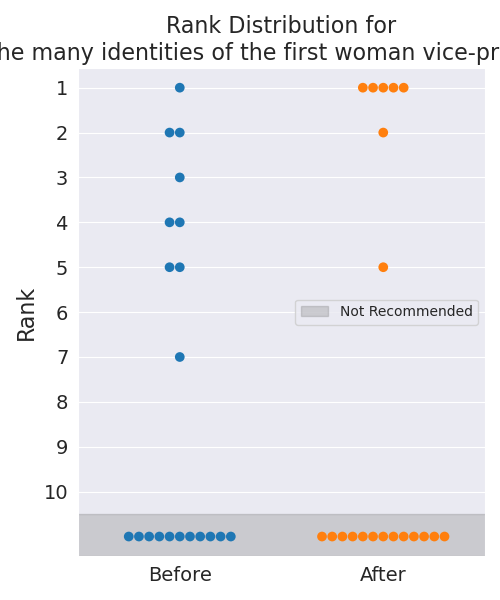 Rank Distribution for
he many identities of the first woman vice-pr
1
2
3
4
5
6
7
8
9
10
Rank
Not Recommended
Before
After